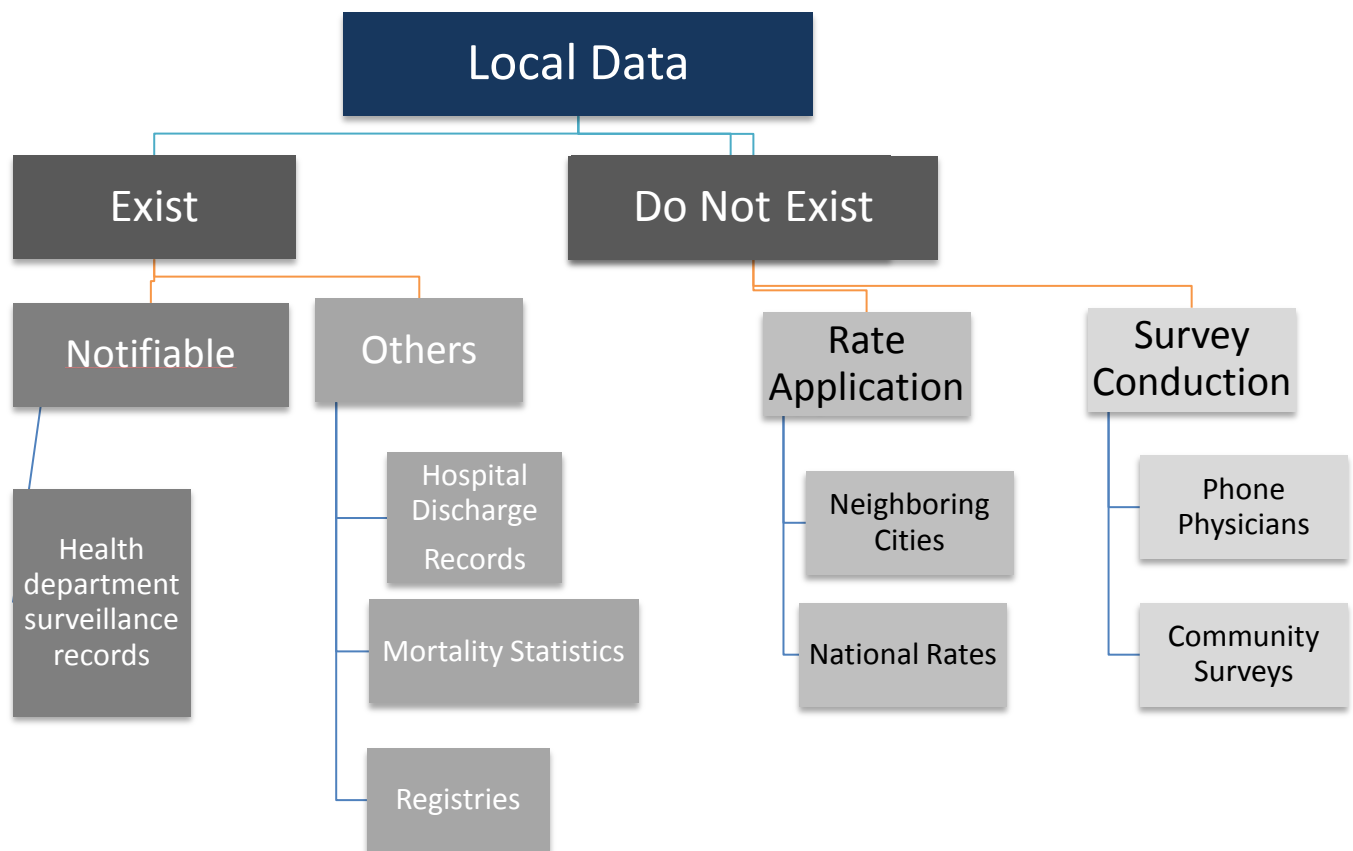 Local Data
Exist
Do Not Exist
Notifiable
Others
Rate
Application
Survey
Conduction
Health
department
surveillance
records
Hospital
Discharge
Records
Mortality Statistics
Registries
Neighboring
Cities
National Rates
Phone
Physicians
Community
Surveys